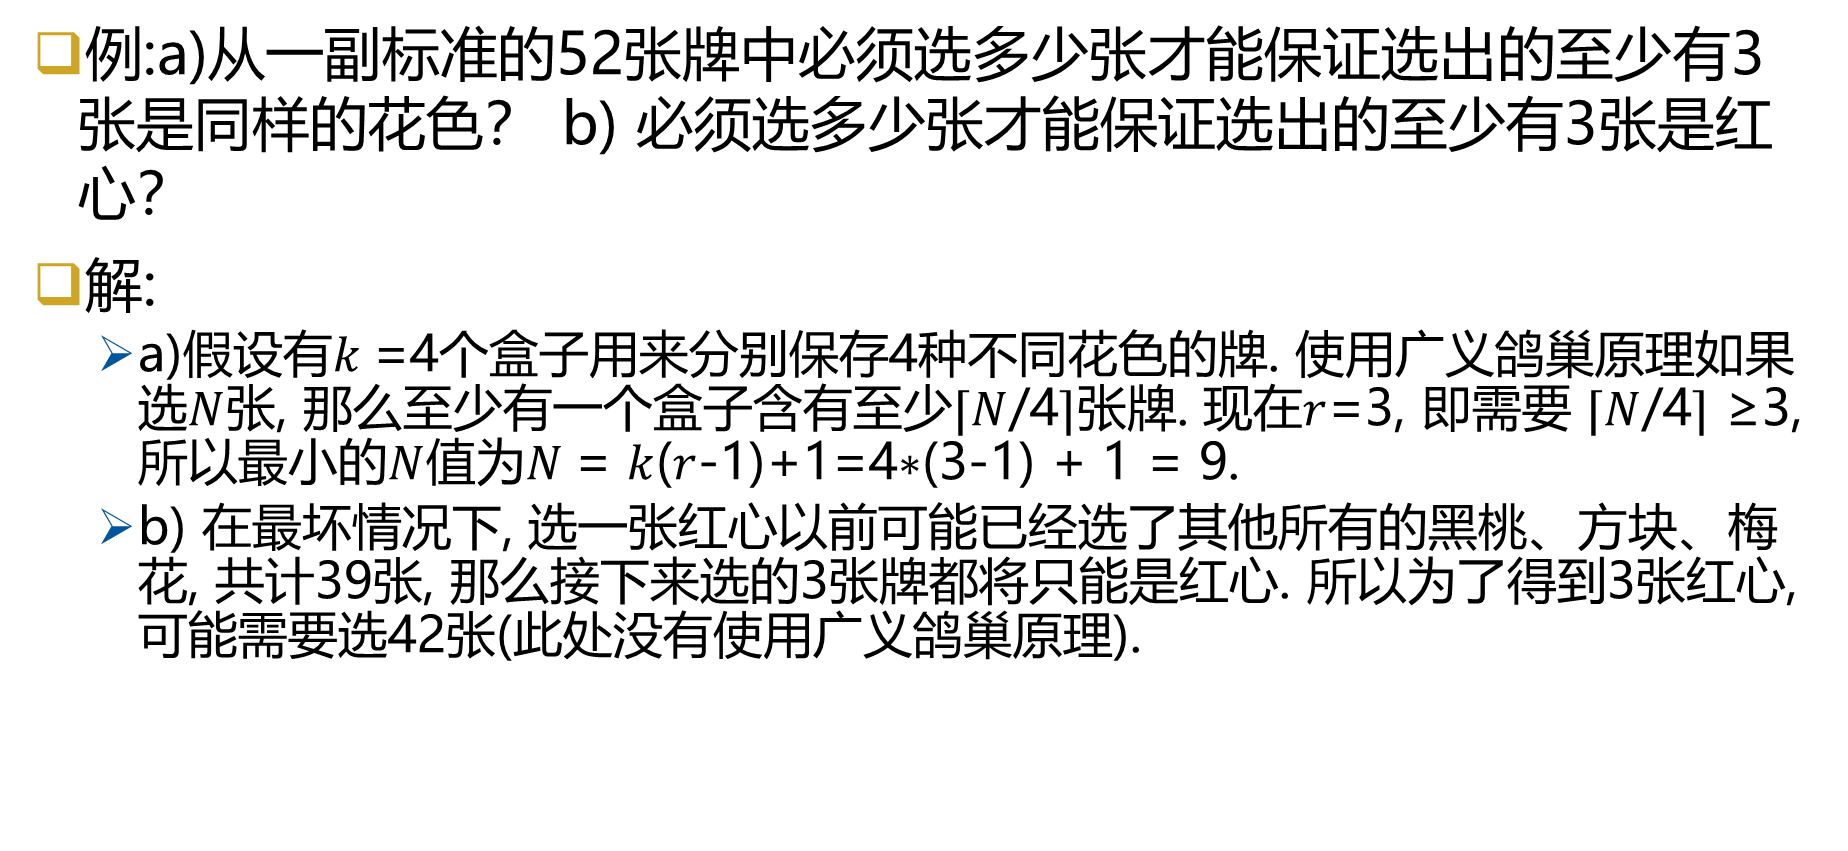 例:a)从一副标准的52张牌中必须选多少张才能保证选出的至少有3
张是同样的花色? b) 必须选多少张才能保证选出的至少有3张是红
心?
解:
a)假设有k =4个盒子用来分别保存4种不同花色的牌. 使用广义鸽巢原理如果
选N张, 那么至少有一个盒子含有至少⌈N/4⌉张牌. 现在r=3, 即需要 ⌈N/4⌉ ≥3,
所以最小的N值为N = k(r-1)+1=4*(3-1) + 1 = 9.
b) 在最坏情况下, 选一张红心以前可能已经选了其他所有的黑桃、方块、梅
花, 共计39张, 那么接下来选的3张牌都将只能是红心. 所以为了得到3张红心,
可能需要选42张(此处没有使用广义鸽巢原理).